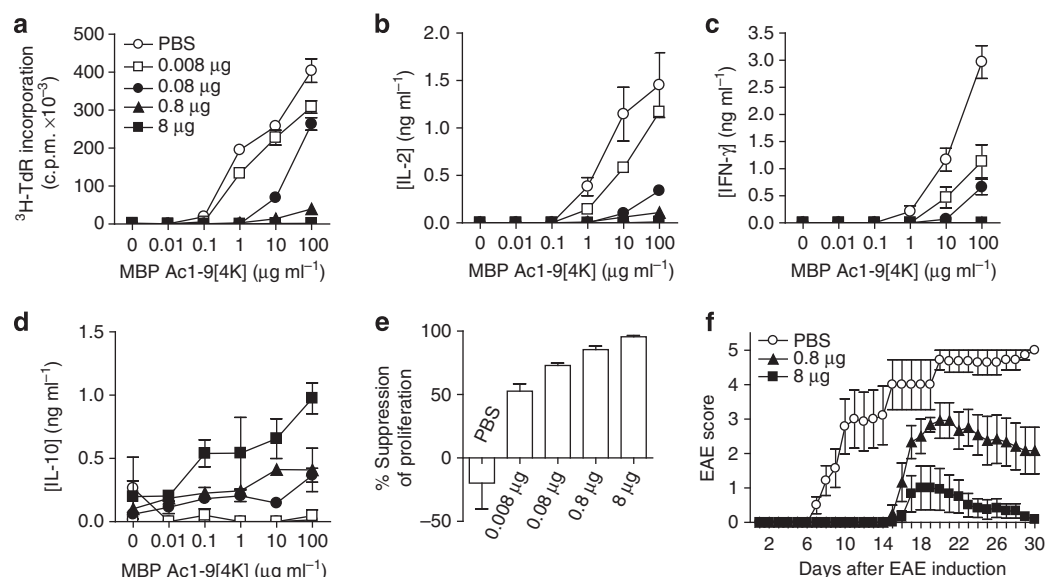 a
³H-TdR incorporation
(c.p.m. ×10⁻³)
500
400
300
200
100
0
PBS
0.008 µg
0.08 µg
0.8 µg
8 µg
0 0.01 0.1 1 10 100
MBP Ac1-9[4K] (µg ml⁻¹)
b
[IL-2] (ng ml⁻¹)
2.0
1.5
1.0
0.5
0.0
0 0.01 0.1 1 10 100
MBP Ac1-9[4K] (µg ml⁻¹)
c
[IFN-γ] (ng ml⁻¹)
3.5
3.0
2.5
2.0
1.5
1.0
0.5
0.0
0 0.01 0.1 1 10 100
MBP Ac1-9[4K] (µg ml⁻¹)
d
[IL-10] (ng ml⁻¹)
1.5
1.0
0.5
0.0
0 0.01 0.1 1 10 100
MBP Ac1-9[4K] (µg ml⁻¹)
e
% Suppression
of proliferation
100
50
0
−50
PBS
0.008 µg
0.08 µg
0.8 µg
8 µg
f
EAE score
5
4
3
2
1
0
PBS
0.8 µg
8 µg
2 6 10 14 18 22 26 30
Days after EAE induction